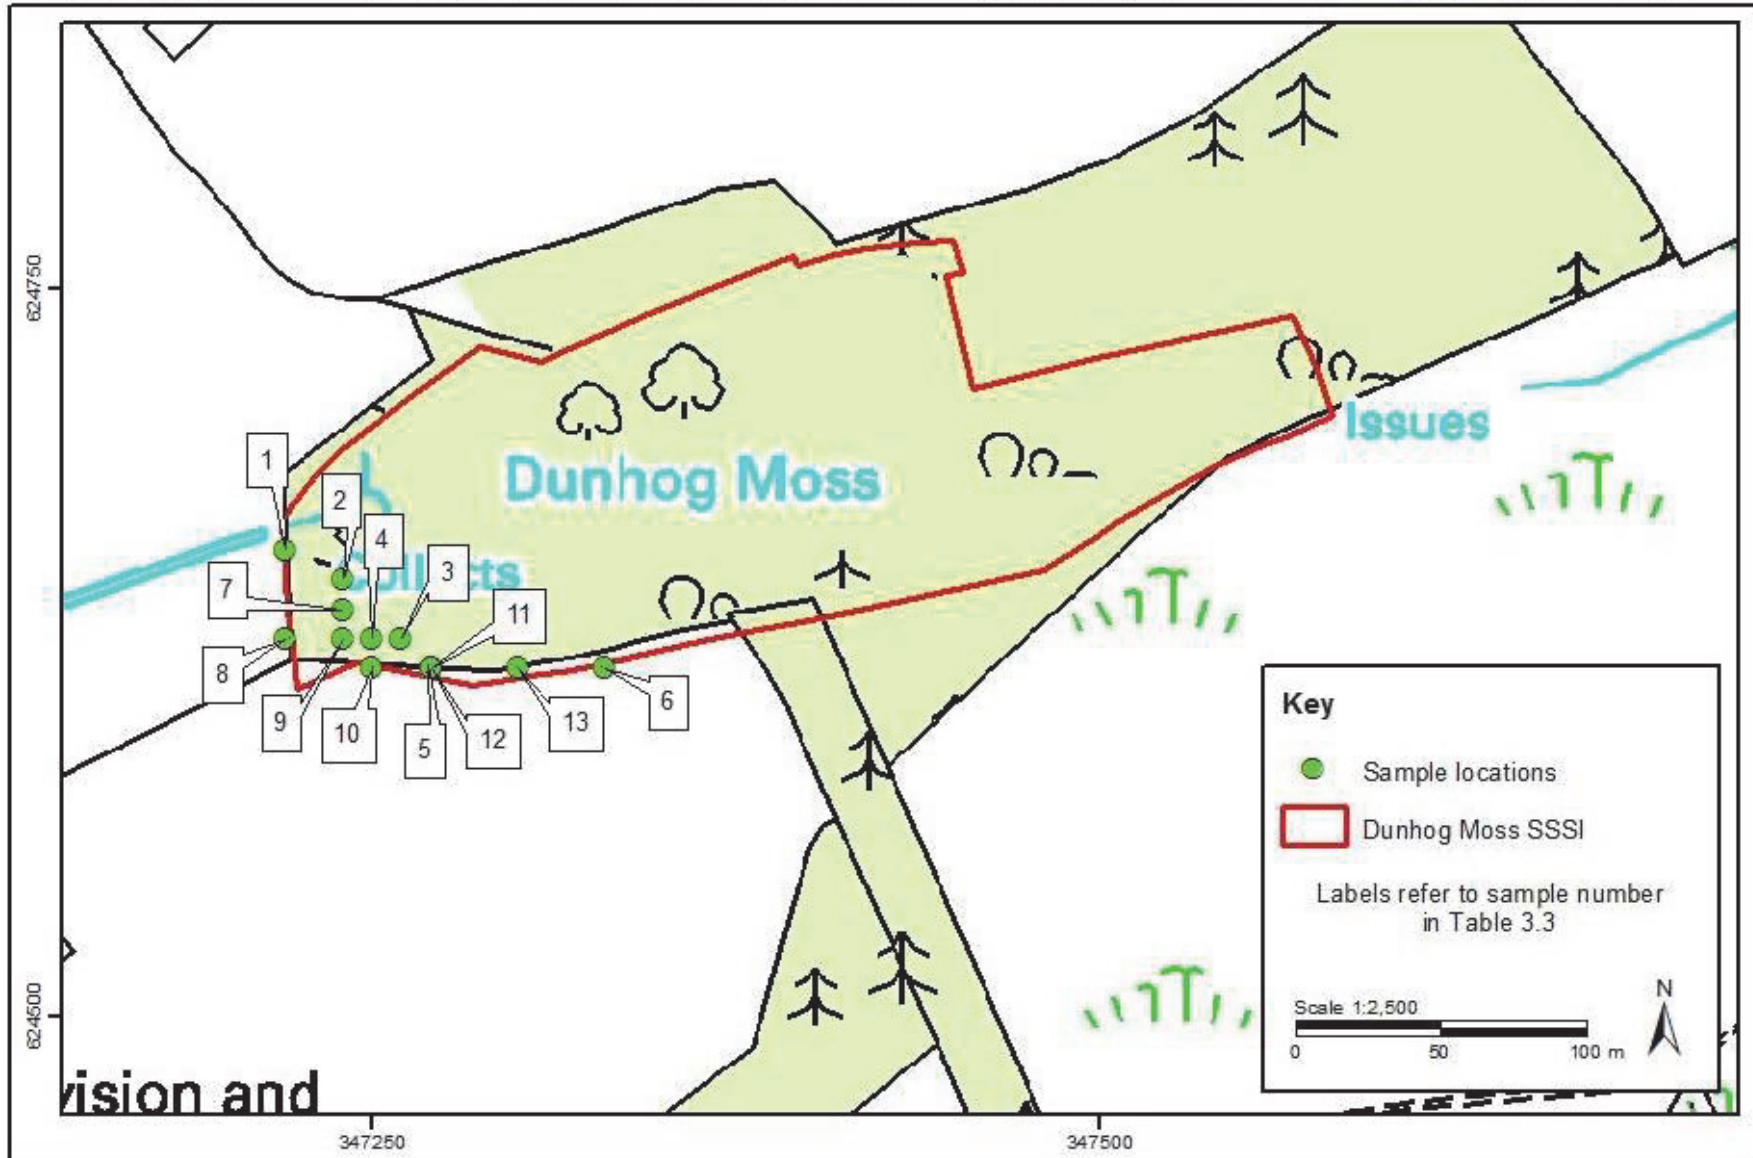 624750
1
2
4
3
7
11
8
9
10
5
12
13
6
Dunhog Moss
Collects
Issues
Key
Sample locations
Dunhog Moss SSSI
Labels refer to sample number
in Table 3.3
Scale 1:2,500
0 50 100 m
N
624500
vision and
347250
347500